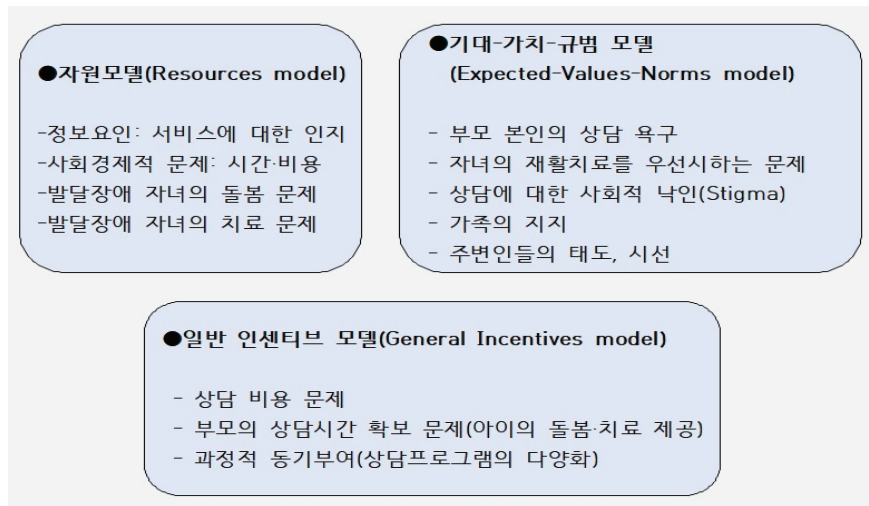 ●자원모델(Resources model)
-정보요인: 서비스에 대한 인지
-사회경제적 문제: 시간·비용
-발달장애 자녀의 돌봄 문제
-발달장애 자녀의 치료 문제
●기대-가치-규범 모델
(Expected-Values-Norms model)
- 부모 본인의 상담 욕구
- 자녀의 재활치료를 우선시하는 문제
- 상담에 대한 사회적 낙인(Stigma)
- 가족의 지지
- 주변인들의 태도, 시선
●일반 인센티브 모델(General Incentives model)
- 상담 비용 문제
- 부모의 상담시간 확보 문제(아이의 돌봄·치료 제공)
- 과정적 동기부여(상담프로그램의 다양화)